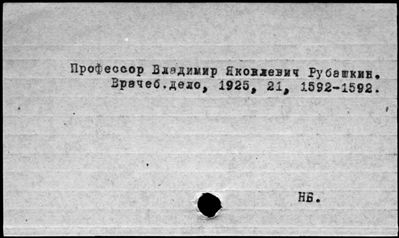 Профессор Владимир Яковлевич Рубашкин.
Врачеб.дело, 1925, 21, 1592-1592.
НБ.